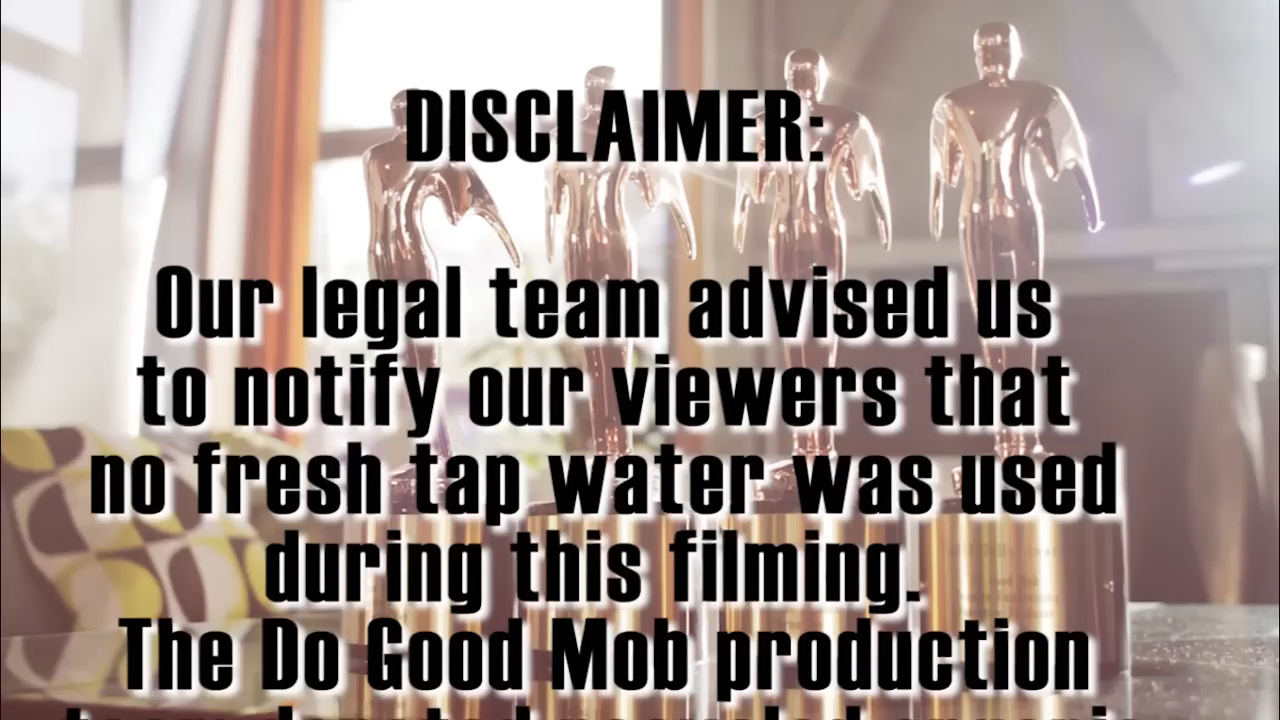 DISCLAIMER:
Our legal team advised us
to notify our viewers that
no fresh tap water was used
during this filming.
The Do Good Mob production